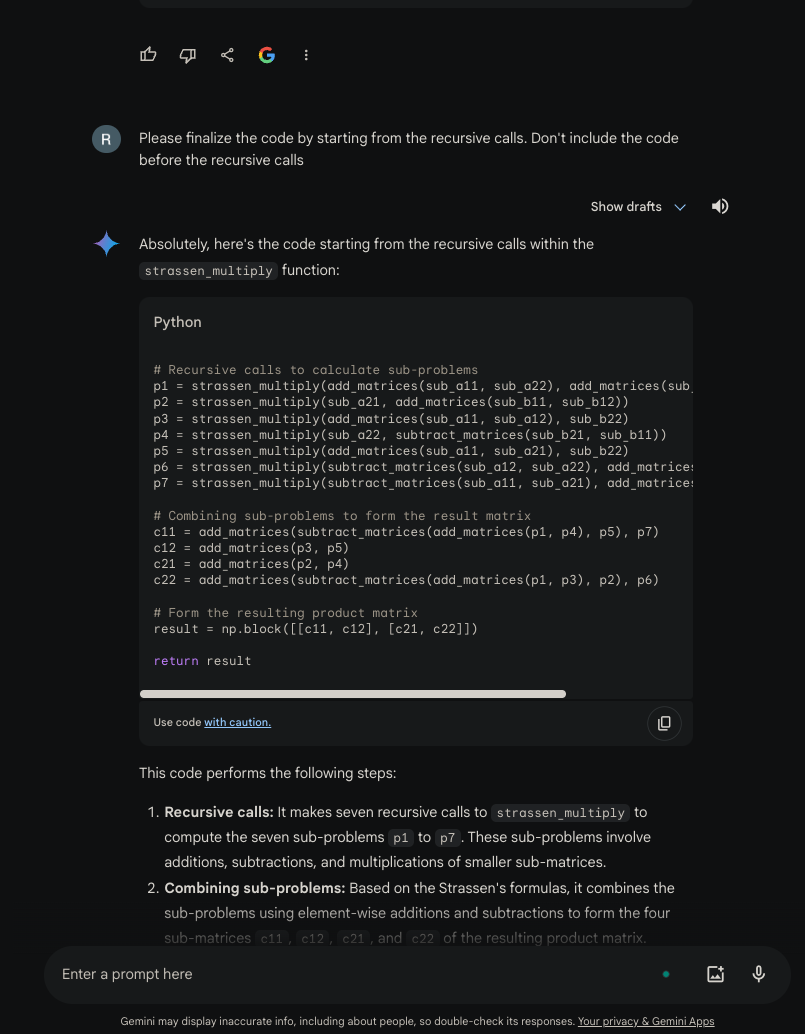 R
Please finalize the code by starting from the recursive calls. Don't include the code
before the recursive calls
Show drafts
Absolutely, here's the code starting from the recursive calls within the
strassen_multiply function:
Python
# Recursive calls to calculate sub-problems
p1 = strassen_multiply(add_matrices(sub_a11, sub_a22), add_matrices(sub_
p2 = strassen_multiply(sub_a21, add_matrices(sub_b11, sub_b12))
p3 = strassen_multiply(add_matrices(sub_a11, sub_a12), sub_b22)
p4 = strassen_multiply(sub_a22, subtract_matrices(sub_b21, sub_b11))
p5 = strassen_multiply(add_matrices(sub_a11, sub_a21), sub_b22)
p6 = strassen_multiply(subtract_matrices(sub_a12, sub_a22), add_matrices
p7 = strassen_multiply(subtract_matrices(sub_a11, sub_a21), add_matrices
# Combining sub-problems to form the result matrix
c11 = add_matrices(subtract_matrices(add_matrices(p1, p4), p5), p7)
c12 = add_matrices(p3, p5)
c21 = add_matrices(p2, p4)
c22 = add_matrices(subtract_matrices(add_matrices(p1, p3), p2), p6)
# Form the resulting product matrix
result = np.block([[c11, c12], [c21, c22]])
return result
Use code with caution.
This code performs the following steps:
1. Recursive calls: It makes seven recursive calls to strassen_multiply to
compute the seven sub-problems p1 to p7. These sub-problems involve
additions, subtractions, and multiplications of smaller sub-matrices.
2. Combining sub-problems: Based on the Strassen's formulas, it combines the
sub-problems using element-wise additions and subtractions to form the four
sub-matrices c11, c12, c21, and c22 of the resulting product matrix.
Enter a prompt here
Gemini may display inaccurate info, including about people, so double-check its responses. Your privacy & Gemini Apps